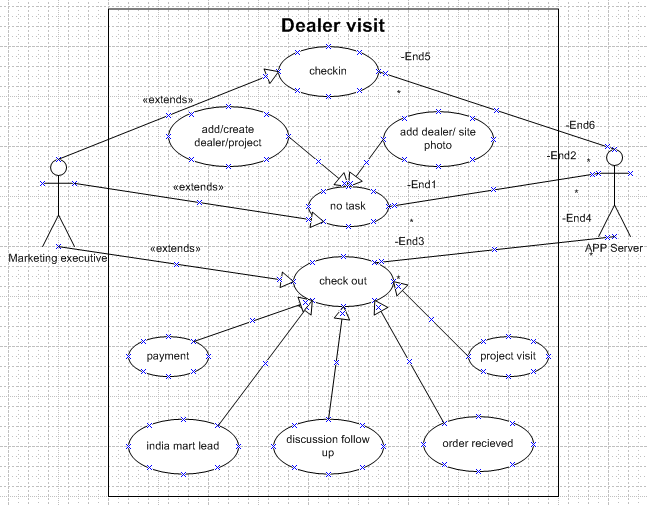 Dealer visit
checkin
-End5
*
«extends»
add/create
dealer/project
add dealer/ site
photo
-End6
-End2
*
«extends»
no task
-End1
*
*
-End4
Marketing executive
«extends»
-End3
APP Server
*
check out
*
payment
project visit
india mart lead
discussion follow
up
order recieved